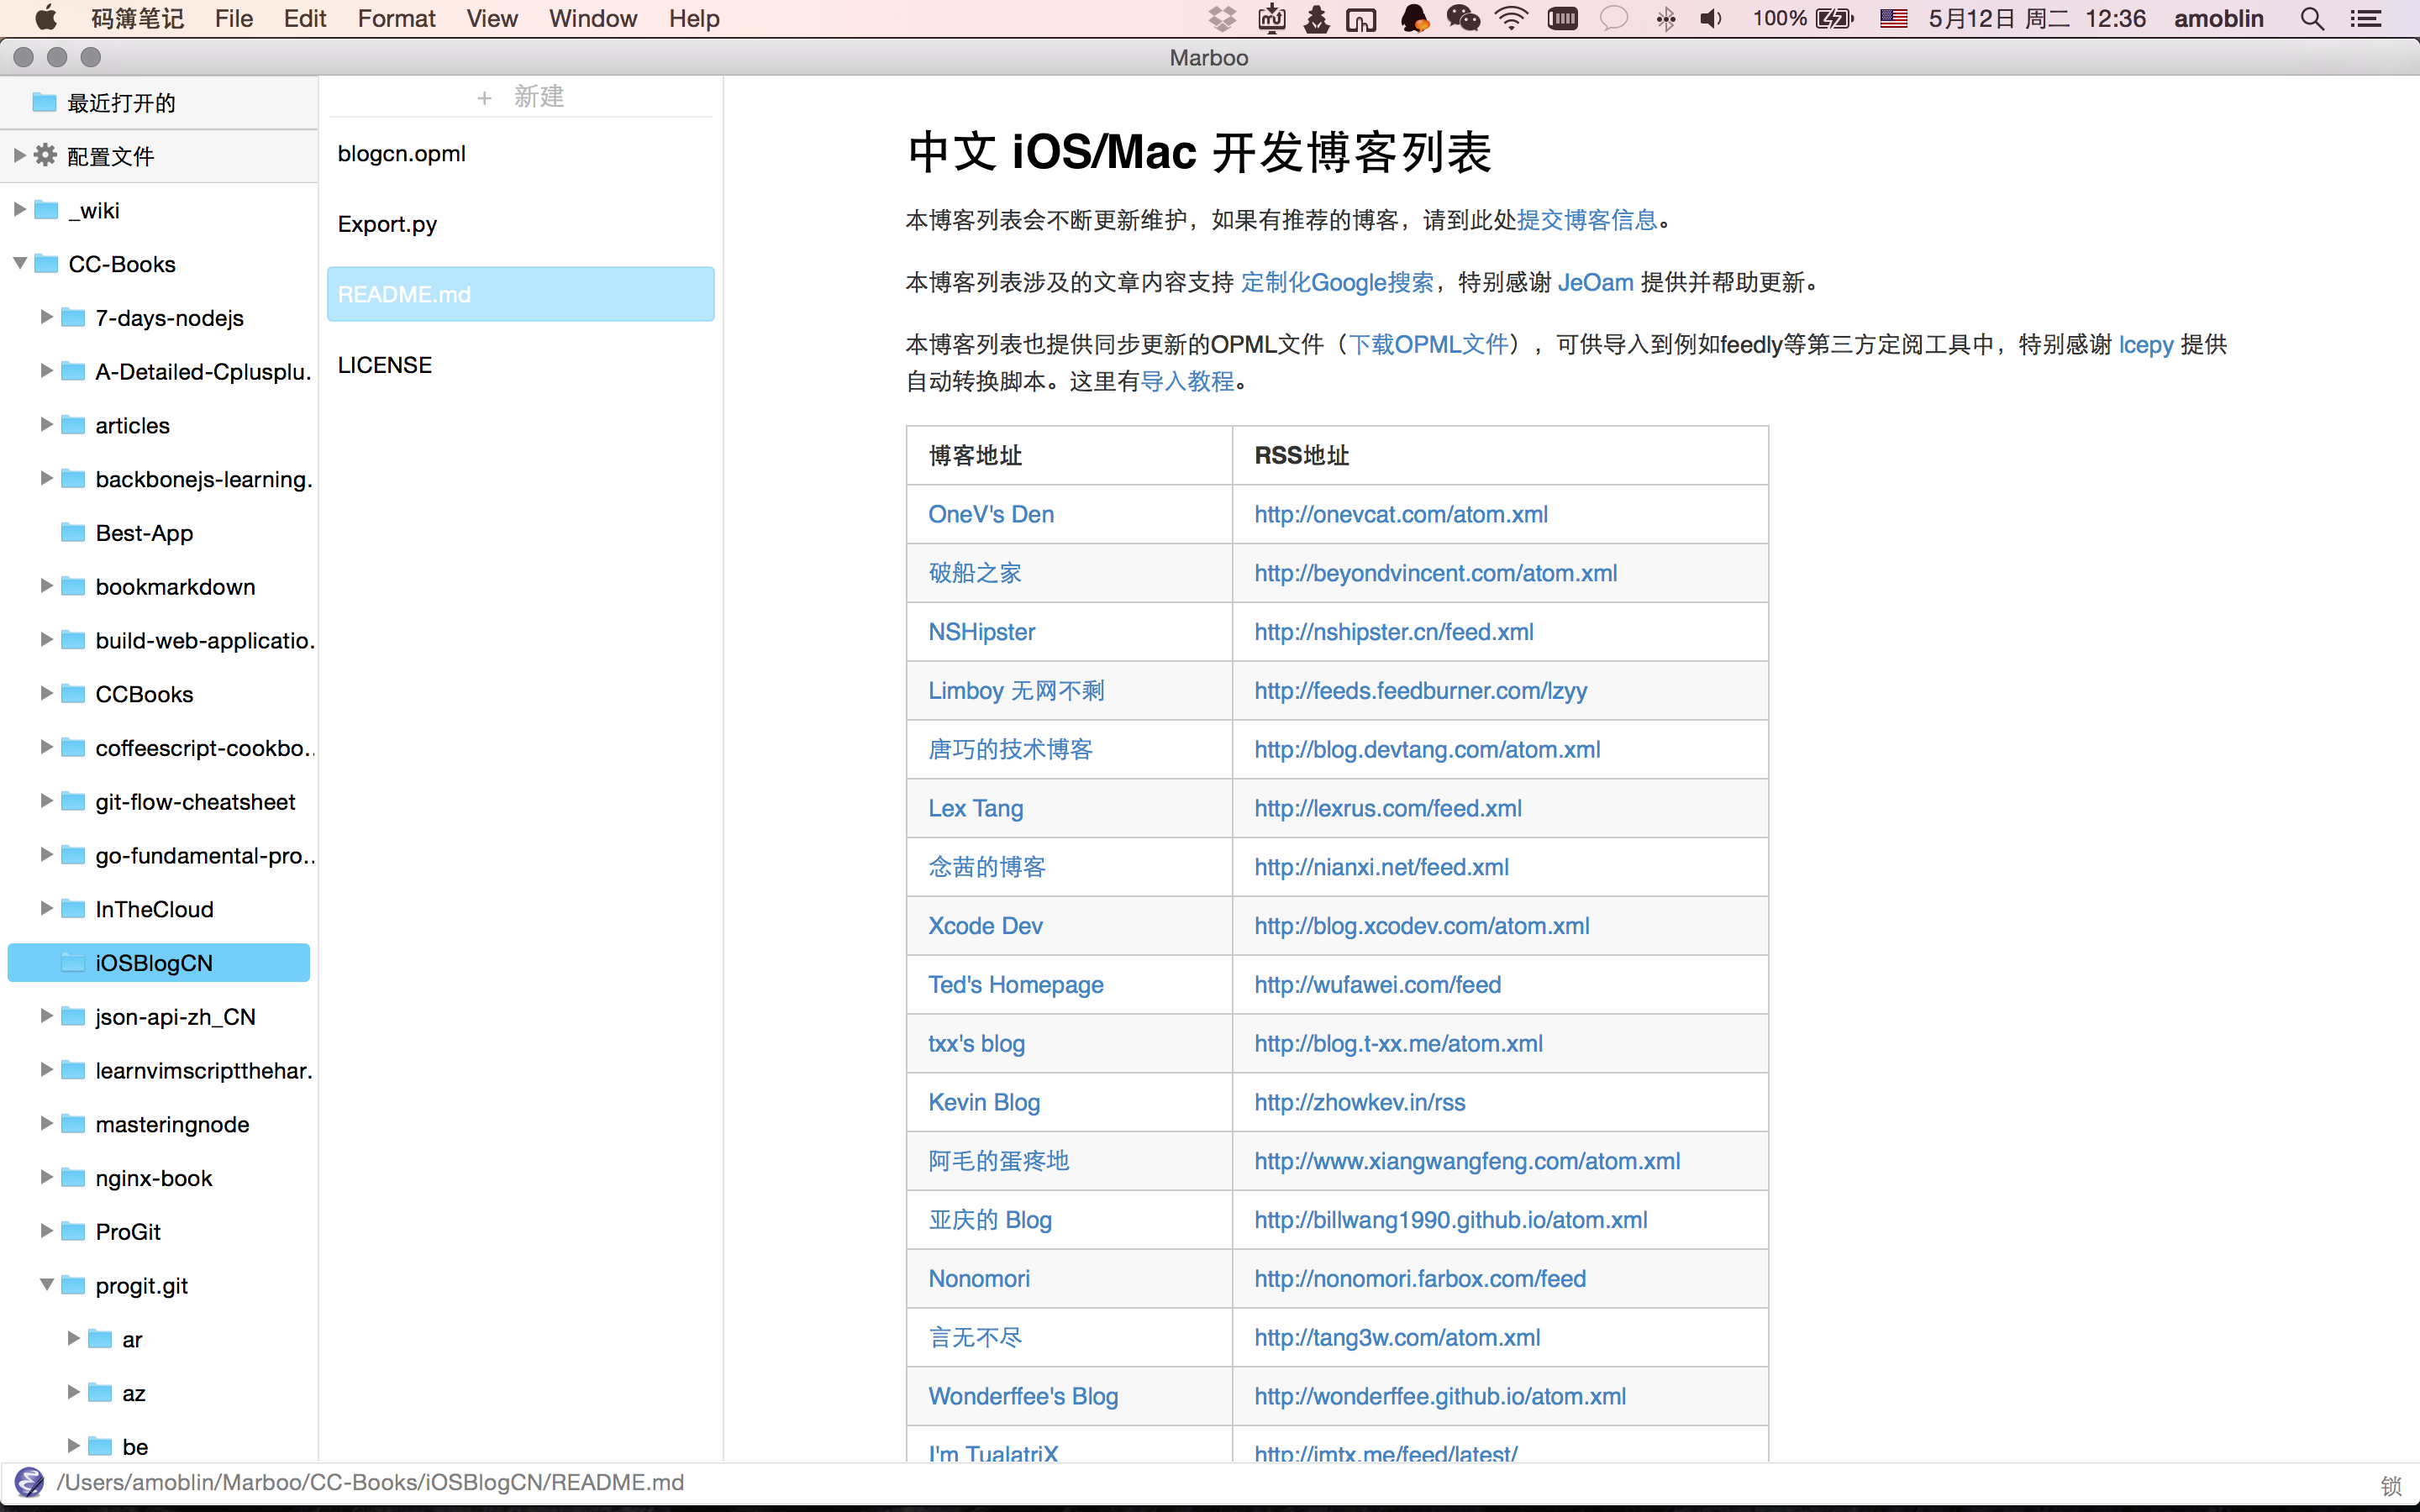 码簿笔记 File Edit Format View Window Help 100% 5月12日 周二 12:36 amoblin
Marboo
最近打开的
配置文件
_wiki
CC-Books
7-days-nodejs
A-Detailed-Cplusplu.
articles
backbonejs-learning.
Best-App
bookmarkdown
build-web-applicatio.
CCBooks
coffeescript-cookbo..
git-flow-cheatsheet
go-fundamental-pro..
InTheCloud
iOSBlogCN
json-api-zh_CN
learnvimscriptthehar.
masteringnode
nginx-book
ProGit
progit.git
ar
az
be
+ 新建
blogcn.opml
Export.py
README.md
LICENSE
中文 iOS/Mac 开发博客列表
本博客列表会不断更新维护，如果有推荐的博客，请到此处提交博客信息。
本博客列表涉及的文章内容支持 定制化Google搜索，特别感谢 JeOam 提供并帮助更新。
本博客列表也提供同步更新的OPML文件（下载OPML文件），可供导入到例如feedly等第三方定阅工具中，特别感谢 lcepy 提供
自动转换脚本。这里有导入教程。
博客地址 RSS地址
OneV's Den http://onevcat.com/atom.xml
破船之家 http://beyondvincent.com/atom.xml
NSHipster http://nshipster.cn/feed.xml
Limboy 无网不剩 http://feeds.feedburner.com/lzyy
唐巧的技术博客 http://blog.devtang.com/atom.xml
Lex Tang http://lexrus.com/feed.xml
念茜的博客 http://nianxi.net/feed.xml
Xcode Dev http://blog.xcodev.com/atom.xml
Ted's Homepage http://wufawei.com/feed
txx's blog http://blog.t-xx.me/atom.xml
Kevin Blog http://zhowkev.in/rss
阿毛的蛋疼地 http://www.xiangwangfeng.com/atom.xml
亚庆的 Blog http://billwang1990.github.io/atom.xml
Nonomori http://nonomori.farbox.com/feed
言无不尽 http://tang3w.com/atom.xml
Wonderffee's Blog http://wonderffee.github.io/atom.xml
I'm TualatriX http://imtx.me/feed/latest/
/Users/amoblin/Marboo/CC-Books/iOSBlogCN/README.md 锁